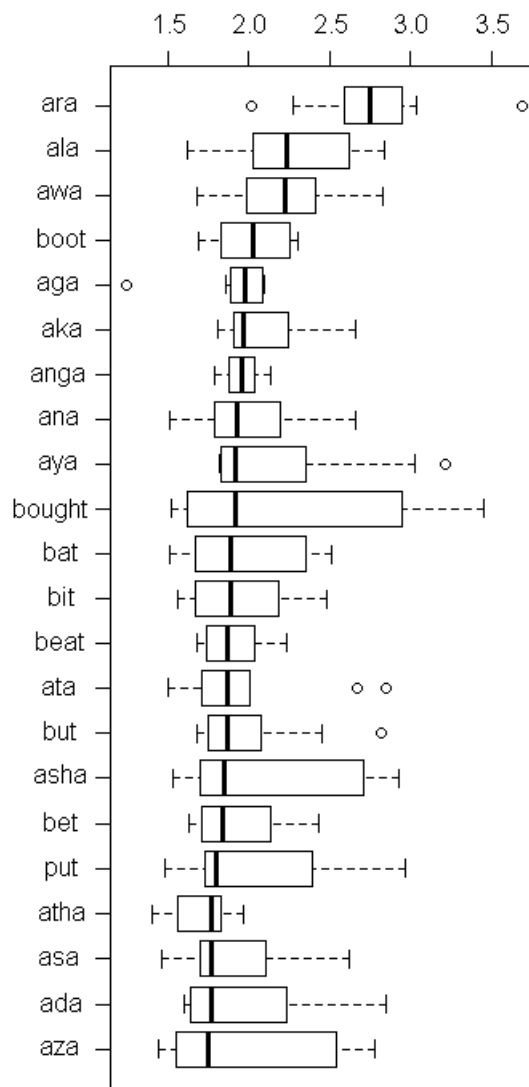 1.5 2.0 2.5 3.0 3.5
ara
ala
awa
boot
aga
aka
anga
ana
aya
bought
bat
bit
beat
ata
but
asha
bet
put
atha
asa
ada
aza